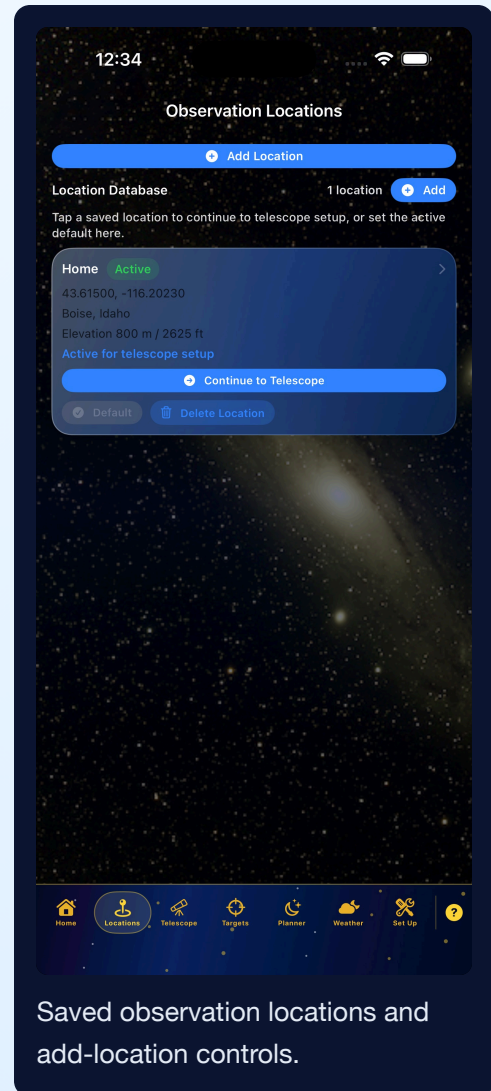 12:34
Observation Locations
Add Location
Location Database 1 location Add
Tap a saved location to continue to telescope setup, or set the active
default here.
Home Active
43.61500, -116.20230
Boise, Idaho
Elevation 800 m / 2625 ft
Active for telescope setup
Continue to Telescope
Default Delete Location
Home Locations Telescope Targets Planner Weather Set Up ?
Saved observation locations and
add-location controls.